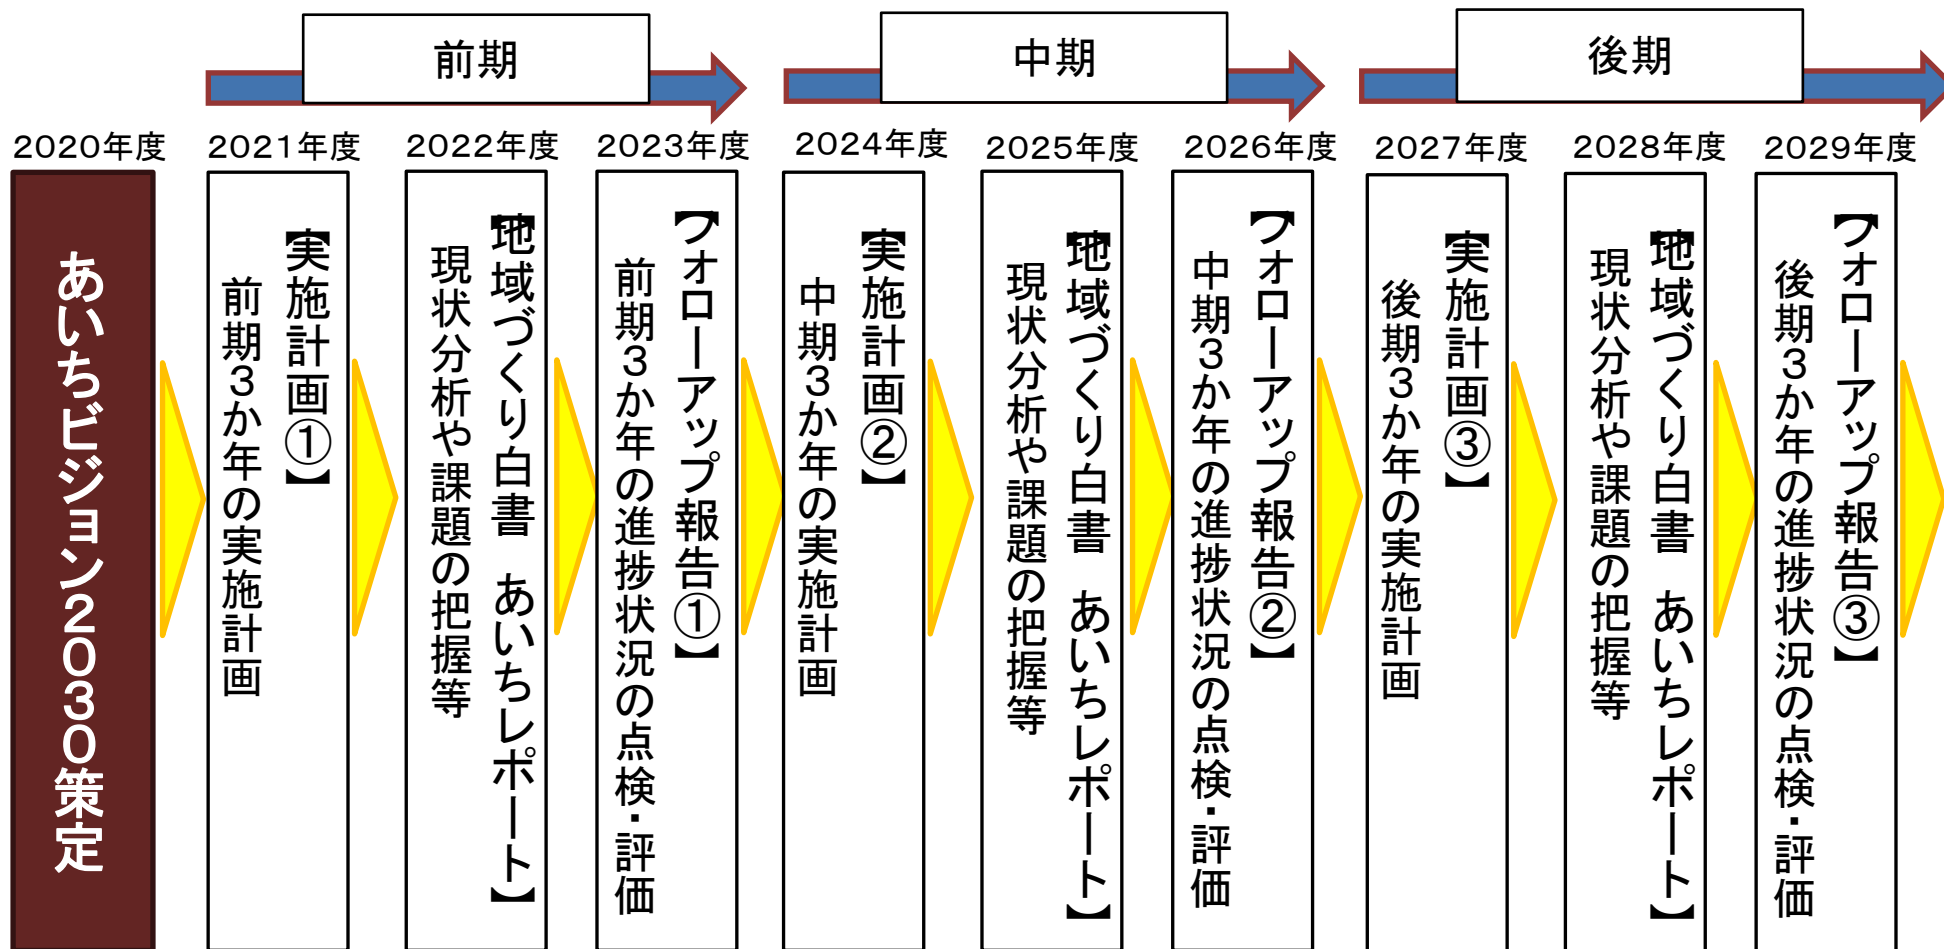 前期
中期
後期
2020年度
2021年度
2022年度
2023年度
2024年度
2025年度
2026年度
2027年度
2028年度
2029年度
あいちビジョン2030策定
【実施計画①】
前期3か年の実施計画
【地域づくり白書　あいちレポート】
現状分析や課題の把握等
【フォローアップ報告①】
前期3か年の進捗状況の点検・評価
【実施計画②】
中期3か年の実施計画
【地域づくり白書　あいちレポート】
現状分析や課題の把握等
【フォローアップ報告②】
中期3か年の進捗状況の点検・評価
【実施計画③】
後期3か年の実施計画
【地域づくり白書　あいちレポート】
現状分析や課題の把握等
【フォローアップ報告③】
後期3か年の進捗状況の点検・評価